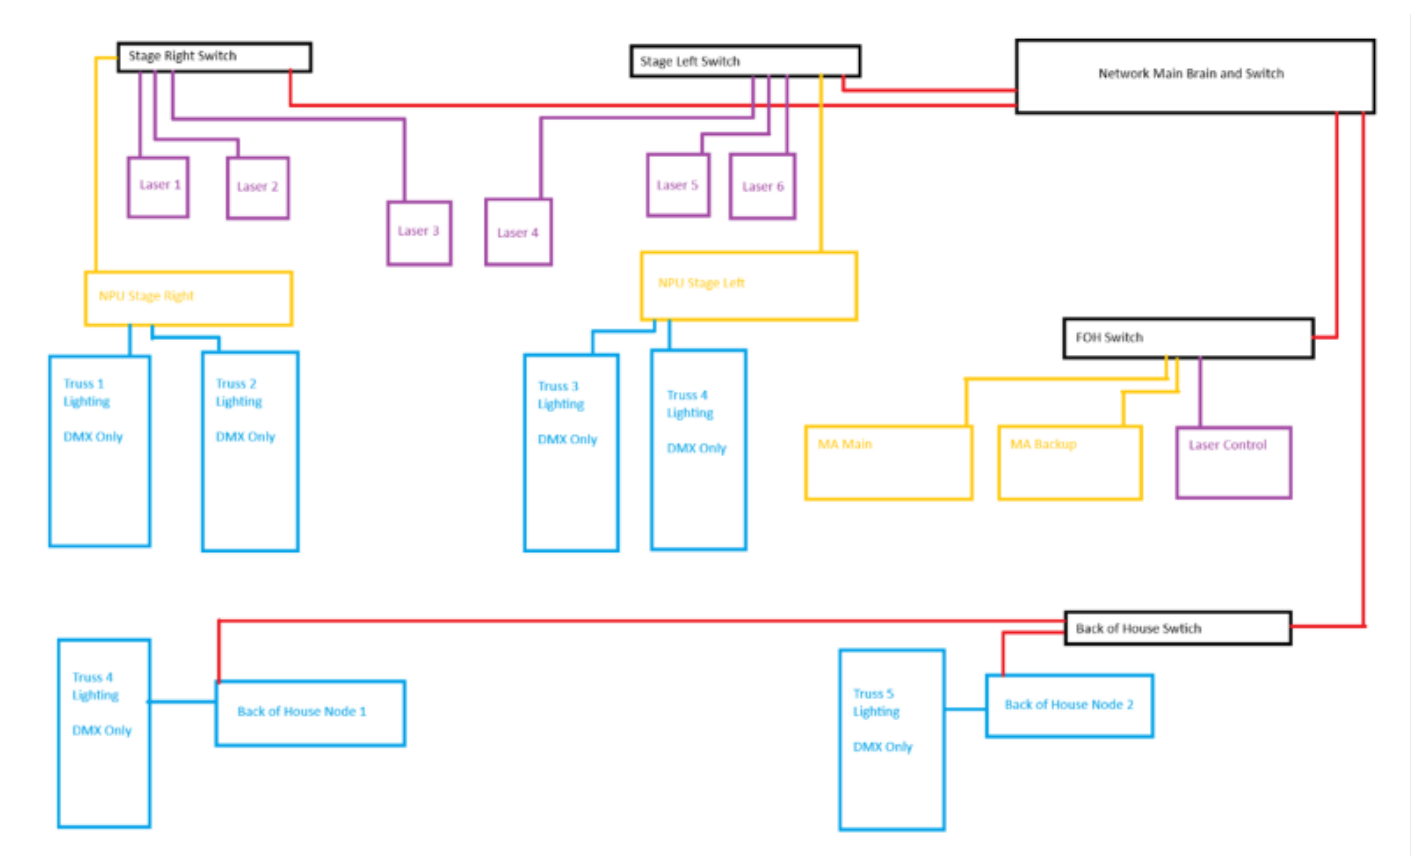 Stage Right Switch
Stage Left Switch
Network Main Brain and Switch
Laser 1
Laser 2
Laser 3
Laser 4
Laser 5
Laser 6
NPU Stage Right
NPU Stage Left
FOH Switch
Truss 1
Lighting
DMX Only
Truss 2
Lighting
DMX Only
Truss 3
Lighting
DMX Only
Truss 4
Lighting
DMX Only
MA Main
MA Backup
Laser Control
Back of House Swtich
Truss 4
Lighting
DMX Only
Back of House Node 1
Truss 5
Lighting
DMX Only
Back of House Node 2